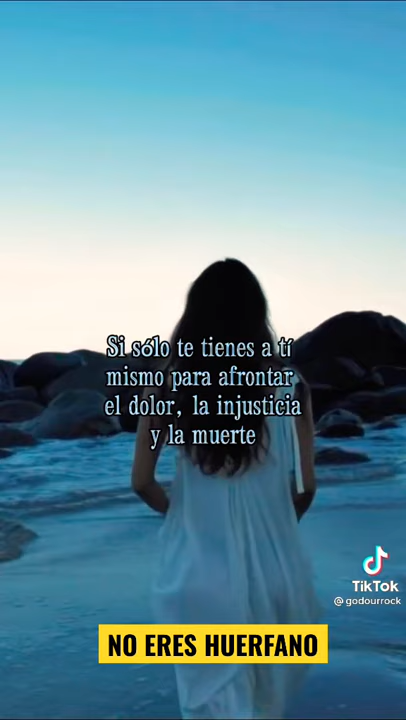 Si sólo te tienes a tí
mismo para afrontar
el dolor, la injusticia
y la muerte
TikTok
@godourrock
NO ERES HUERFANO